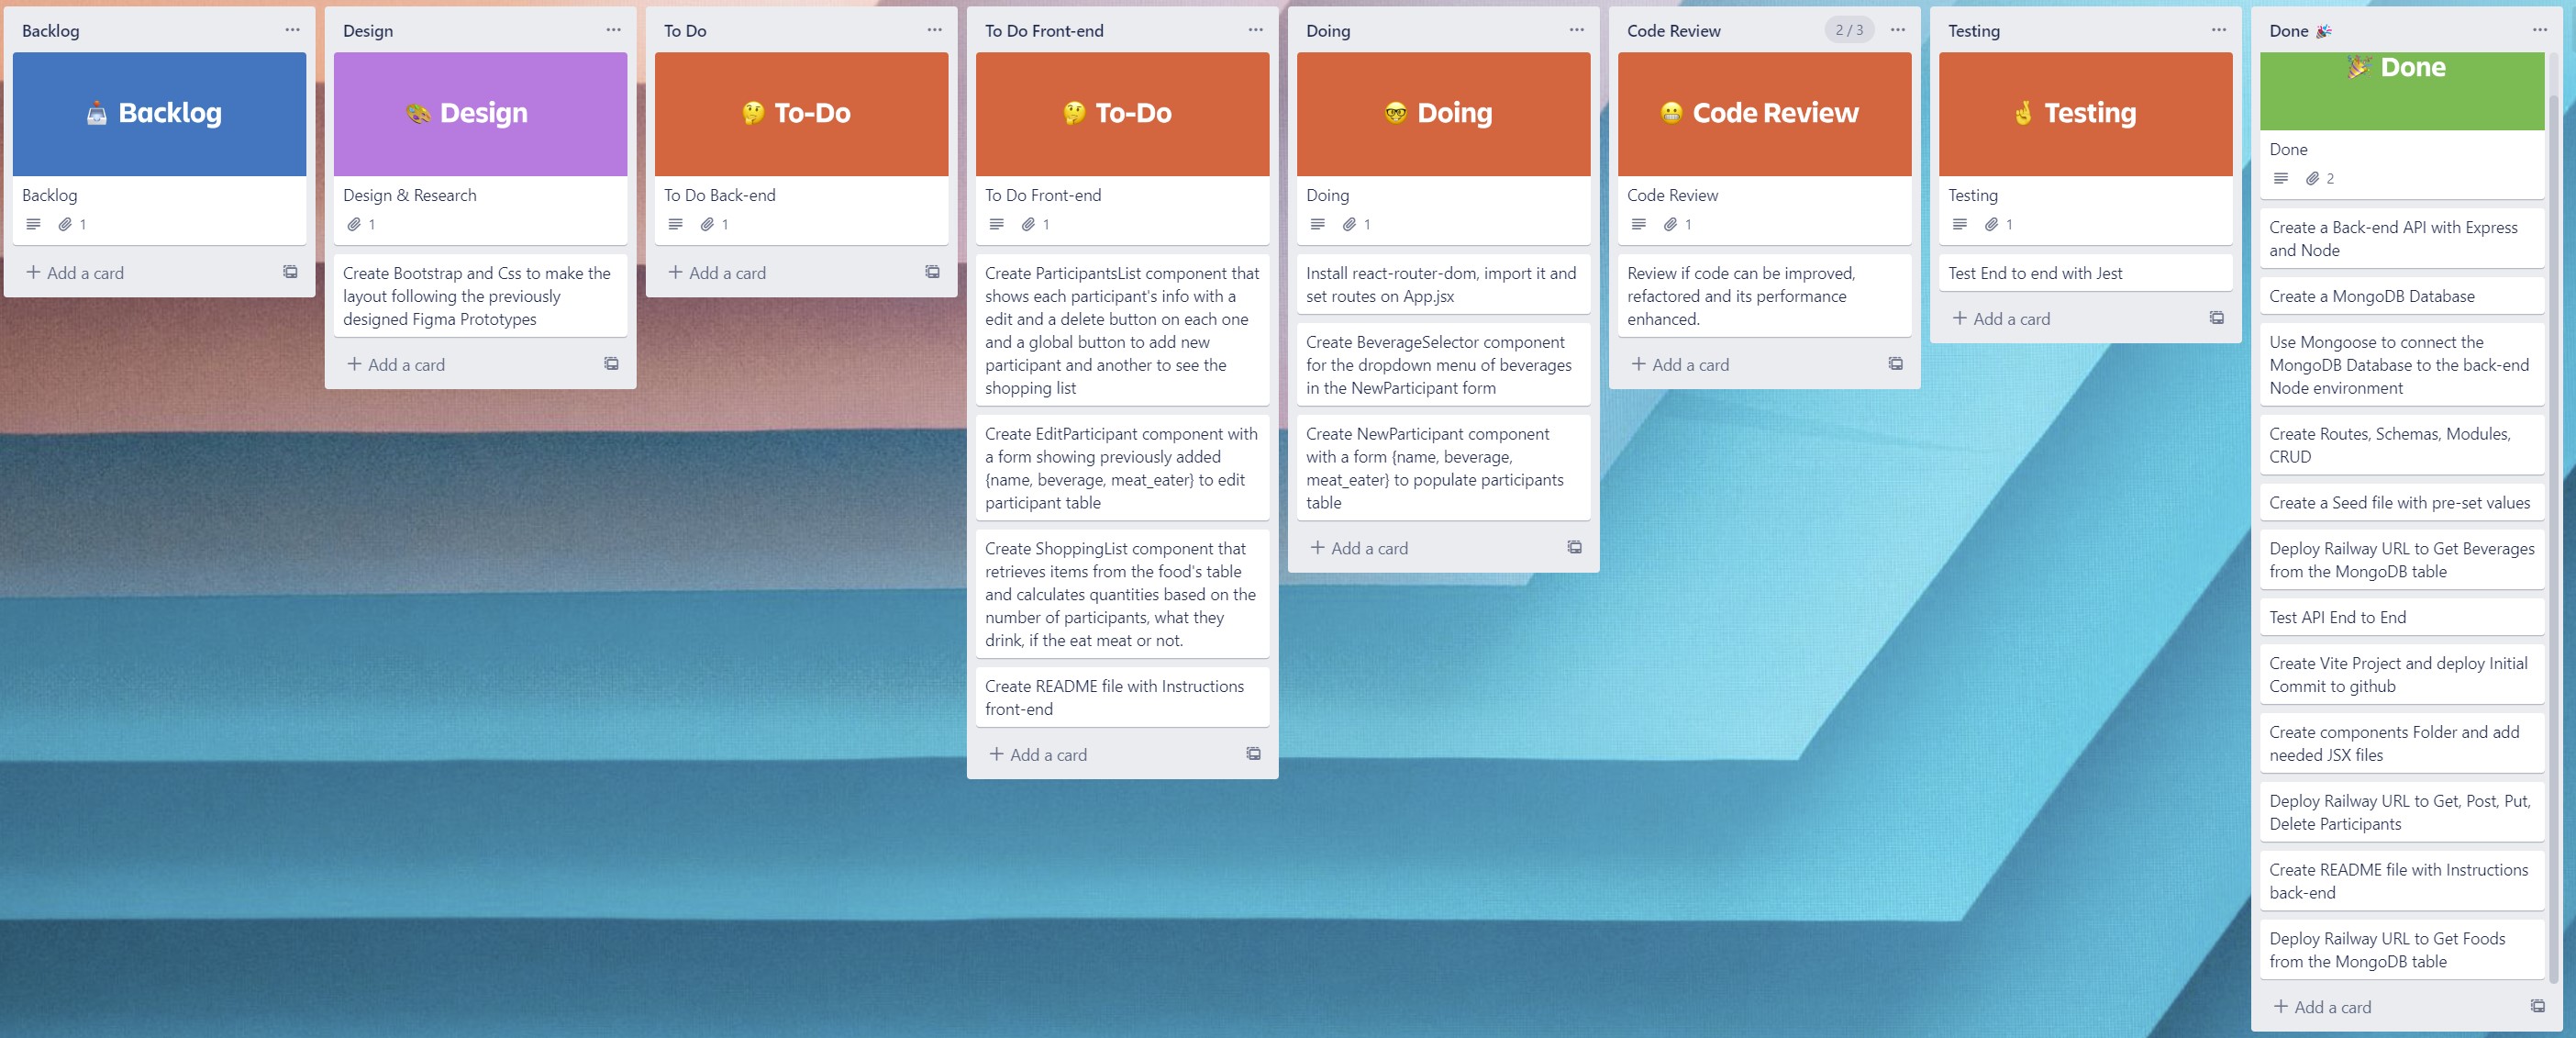 Backlog
Backlog
Backlog
1
Add a card
Design
Design
Design & Research
1
Create Bootstrap and Css to make the
layout following the previously
designed Figma Prototypes
Add a card
To Do
To-Do
To Do Back-end
1
Add a card
To Do Front-end
To-Do
To Do Front-end
1
Create ParticipantsList component that
shows each participant's info with a
edit and a delete button on each one
and a global button to add new
participant and another to see the
shopping list
Create EditParticipant component with
a form showing previously added
{name, beverage, meat_eater} to edit
participant table
Create ShoppingList component that
retrieves items from the food's table
and calculates quantities based on the
number of participants, what they
drink, if the eat meat or not.
Create README file with Instructions
front-end
Add a card
Doing
Doing
Doing
1
Install react-router-dom, import it and
set routes on App.jsx
Create BeverageSelector component
for the dropdown menu of beverages
in the NewParticipant form
Create NewParticipant component
with a form {name, beverage,
meat_eater} to populate participants
table
Add a card
Code Review 2 / 3
Code Review
Code Review
1
Review if code can be improved,
refactored and its performance
enhanced.
Add a card
Testing
Testing
Testing
1
Test End to end with Jest
Add a card
Done 🎉
Done
Done
2
Create a Back-end API with Express
and Node
Create a MongoDB Database
Use Mongoose to connect the
MongoDB Database to the back-end
Node environment
Create Routes, Schemas, Modules,
CRUD
Create a Seed file with pre-set values
Deploy Railway URL to Get Beverages
from the MongoDB table
Test API End to End
Create Vite Project and deploy Initial
Commit to github
Create components Folder and add
needed JSX files
Deploy Railway URL to Get, Post, Put,
Delete Participants
Create README file with Instructions
back-end
Deploy Railway URL to Get Foods
from the MongoDB table
Add a card